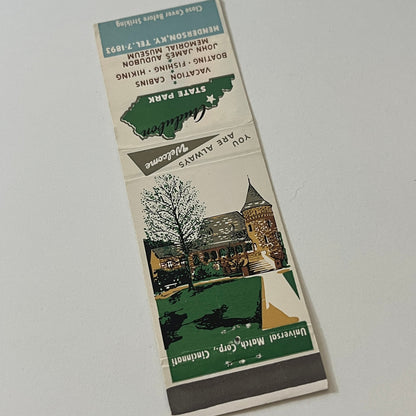 Close Cover Before Striking
HENDERSON, KY. TEL. 7-1893
JOHN JAMES AUDUBON
MEMORIAL MUSEUM
BOATING · FISHING · HIKING
VACATION CABINS
STATE PARK
Audubon
YOU ARE ALWAYS
Welcome
Universal Match Corp., Cincinnati